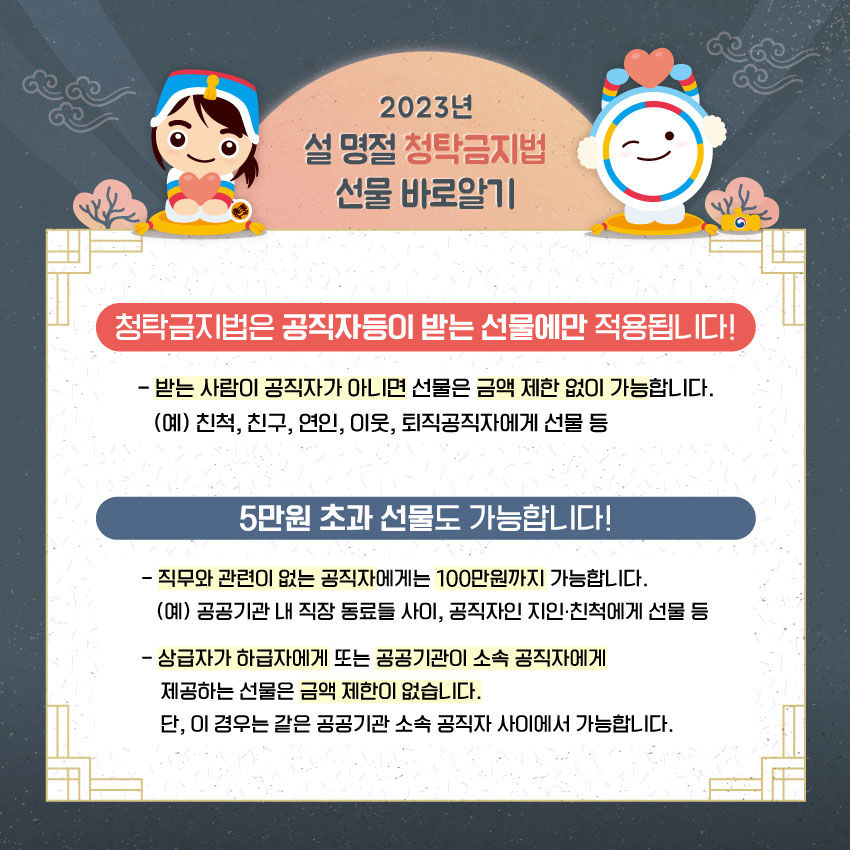 2023년
설 명절 청탁금지법
선물 바로알기
청탁금지법은 공직자등이 받는 선물에만 적용됩니다!
- 받는 사람이 공직자가 아니면 선물은 금액 제한 없이 가능합니다.
(예) 친척, 친구, 연인, 이웃, 퇴직공직자에게 선물 등
5만원 초과 선물도 가능합니다!
- 직무와 관련이 없는 공직자에게는 100만원까지 가능합니다.
(예) 공공기관 내 직장 동료들 사이, 공직자인 지인·친척에게 선물 등
- 상급자가 하급자에게 또는 공공기관이 소속 공직자에게
제공하는 선물은 금액 제한이 없습니다.
단, 이 경우는 같은 공공기관 소속 공직자 사이에서 가능합니다.